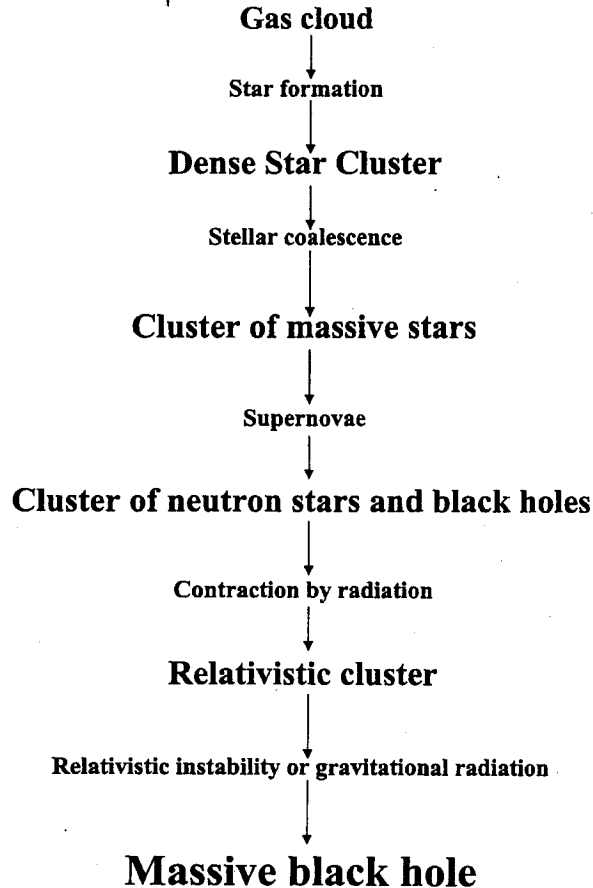 Gas cloud
Star formation
Dense Star Cluster
Stellar coalescence
Cluster of massive stars
Supernovae
Cluster of neutron stars and black holes
Contraction by radiation
Relativistic cluster
Relativistic instability or gravitational radiation
Massive black hole